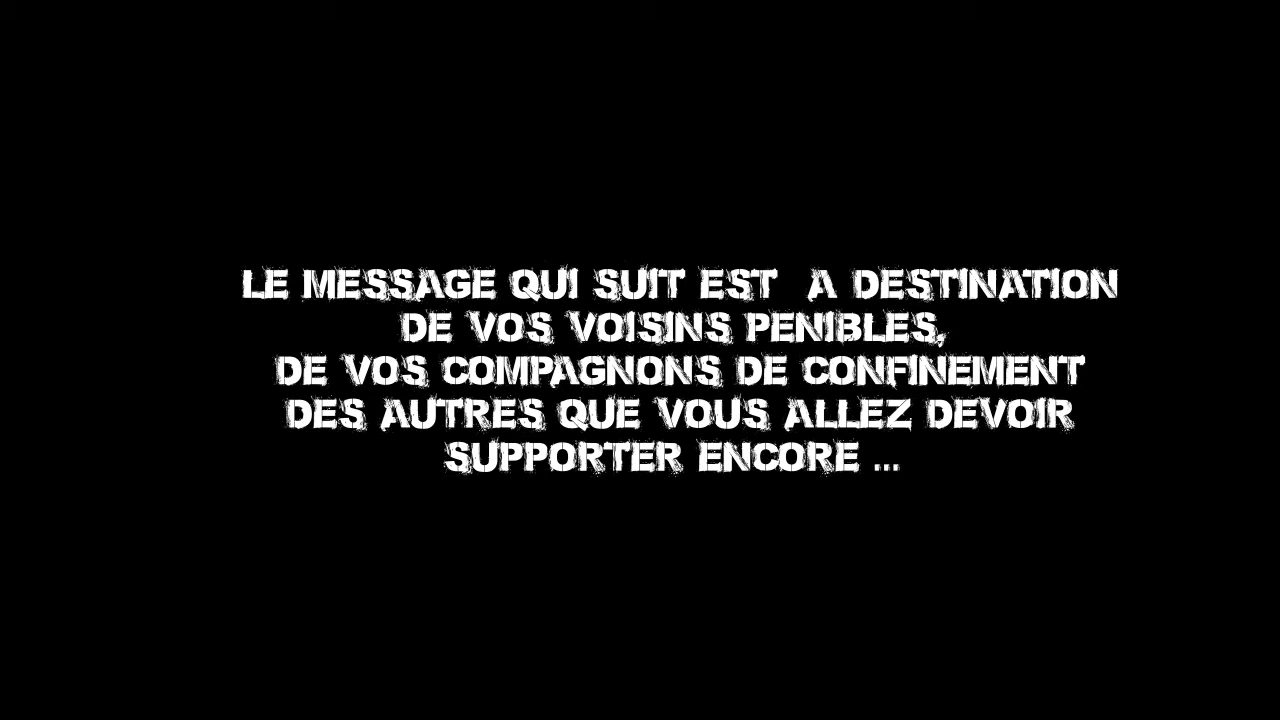 LE MESSAGE QUI SUIT EST A DESTINATION
DE VOS VOISINS PENIBLES,
DE VOS COMPAGNONS DE CONFINEMENT
DES AUTRES QUE VOUS ALLEZ DEVOIR
SUPPORTER ENCORE ...